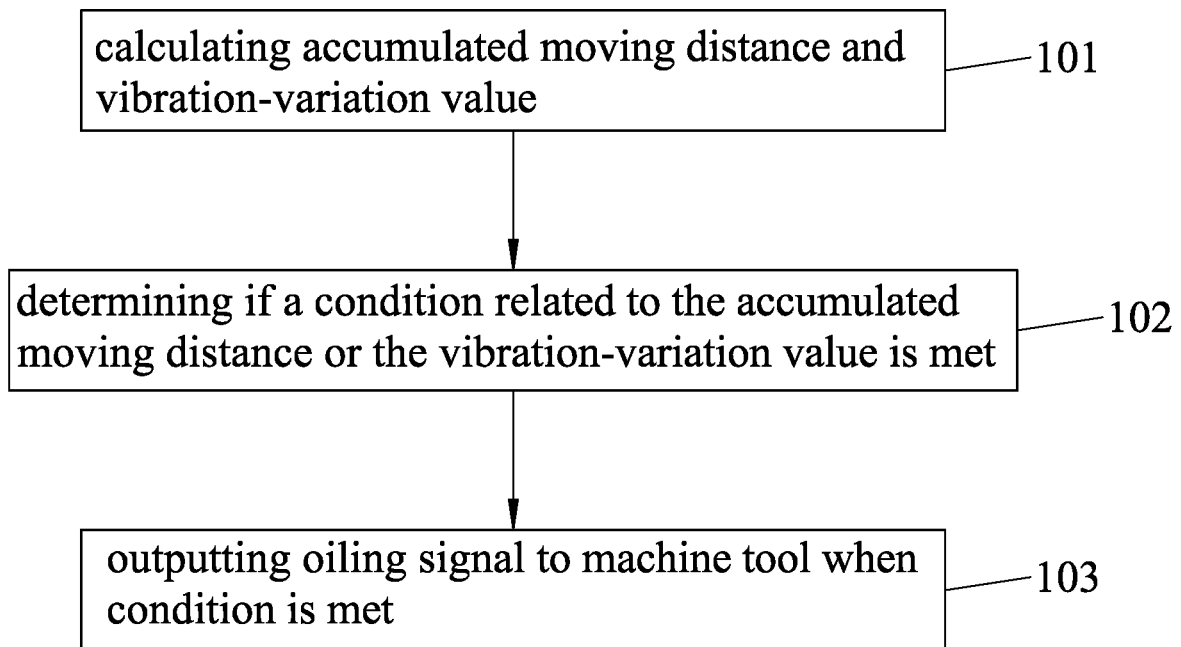 calculating accumulated moving distance and
vibration-variation value
101
determining if a condition related to the accumulated
moving distance or the vibration-variation value is met
102
outputting oiling signal to machine tool when
condition is met
103